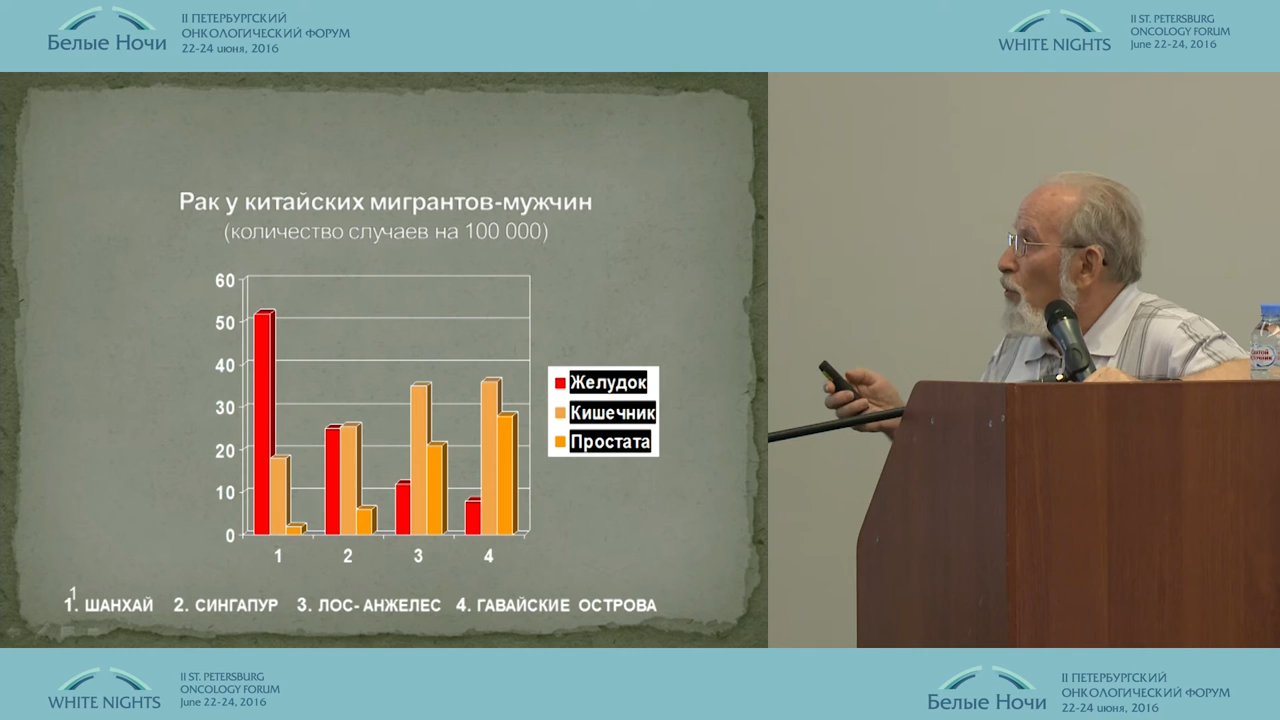 Белые Ночи
II ПЕТЕРБУРГСКИЙ
ОНКОЛОГИЧЕСКИЙ ФОРУМ
22-24 июня, 2016
WHITE NIGHTS
II ST. PETERSBURG
ONCOLOGY FORUM
June 22-24, 2016
Рак у китайских мигрантов-мужчин
(количество случаев на 100 000)
60
50
40
30
20
10
0
1 2 3 4
Желудок
Кишечник
Простата
1
1. ШАНХАЙ 2. СИНГАПУР 3. ЛОС- АНЖЕЛЕС 4. ГАВАЙСКИЕ ОСТРОВА
WHITE NIGHTS
II ST. PETERSBURG
ONCOLOGY FORUM
June 22-24, 2016
Белые Ночи
II ПЕТЕРБУРГСКИЙ
ОНКОЛОГИЧЕСКИЙ ФОРУМ
22-24 июня, 2016